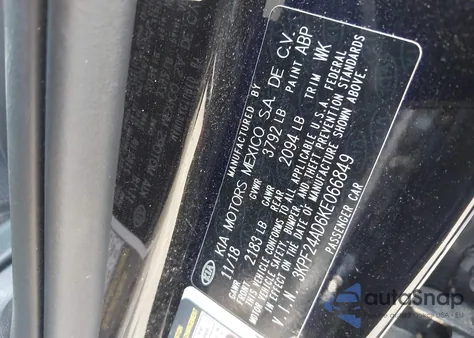 MANUFACTURED BY
KIA MOTORS MEXICO S.A. DE C.V.
11/18 GVWR 3792 LB PAINT ABP
GAWR FRONT 2183 LB GAWR REAR 2094 LB TRIM WK
THIS VEHICLE CONFORMS TO ALL APPLICABLE U.S.A. FEDERAL
MOTOR VEHICLE SAFETY, BUMPER, AND THEFT PREVENTION STANDARDS
IN EFFECT ON THE DATE OF MANUFACTURE SHOWN ABOVE.
V.I.N. 3KPF24AD6KE066849
PASSENGER CAR
KIA
autoSnap